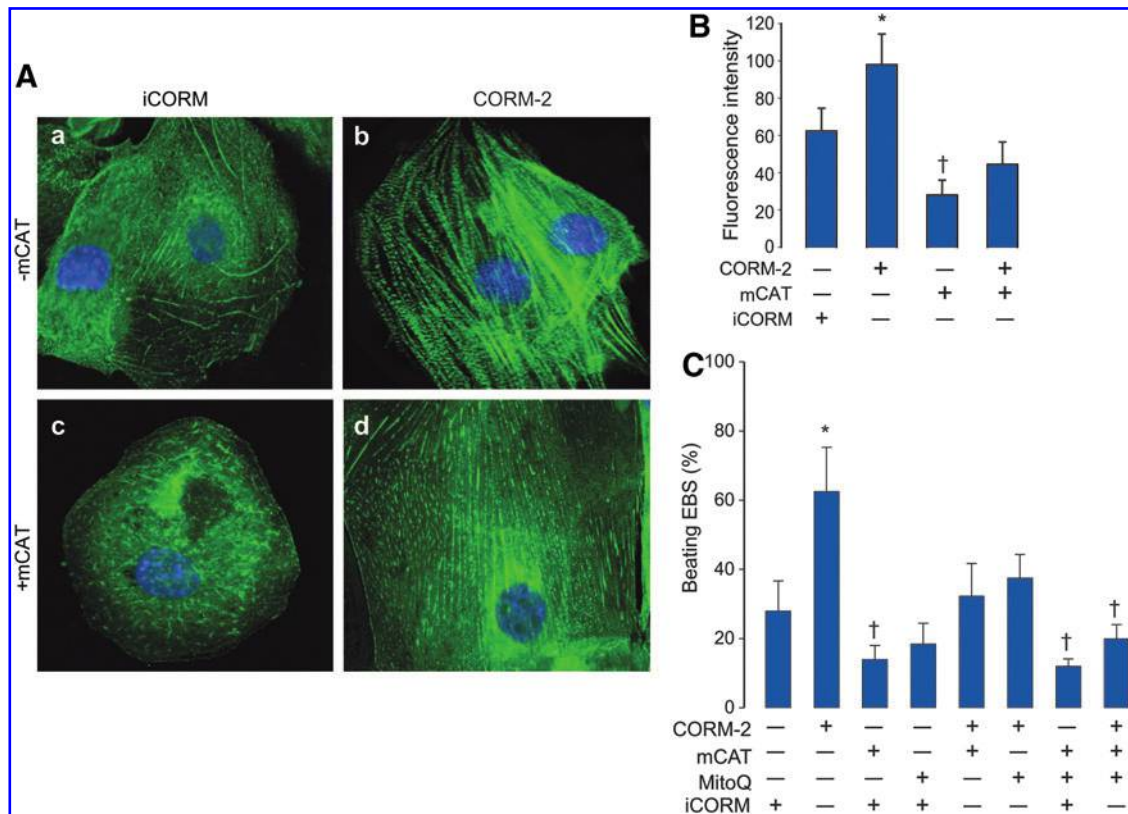 A
iCORM CORM-2
a b
-mCAT
c d
+mCAT
B
Fluorescence intensity
120
100
80
60
40
20
0
*
†
CORM-2 — + — +
mCAT — — + +
iCORM + — — —
C
Beating EBS (%)
100
80
60
40
20
0
*
† † †
CORM-2 — + — — + + — +
mCAT — — + — + — + +
MitoQ — — — + — + + +
iCORM + — + + — — + —